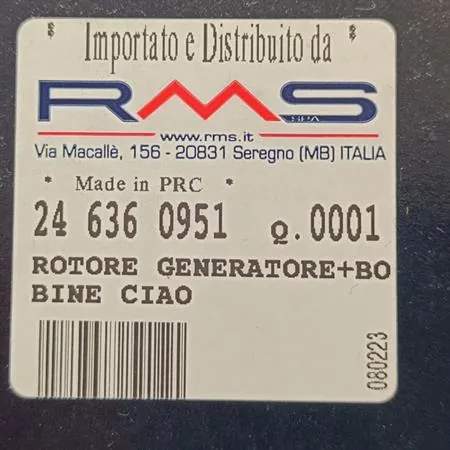 * Importato e Distribuito da *
RMS
SPA
www.rms.it
Via Macallè, 156 - 20831 Seregno (MB) ITALIA
* Made in PRC *
24 636 0951 Q.0001
ROTORE GENERATORE+BO
BINE CIAO
080223